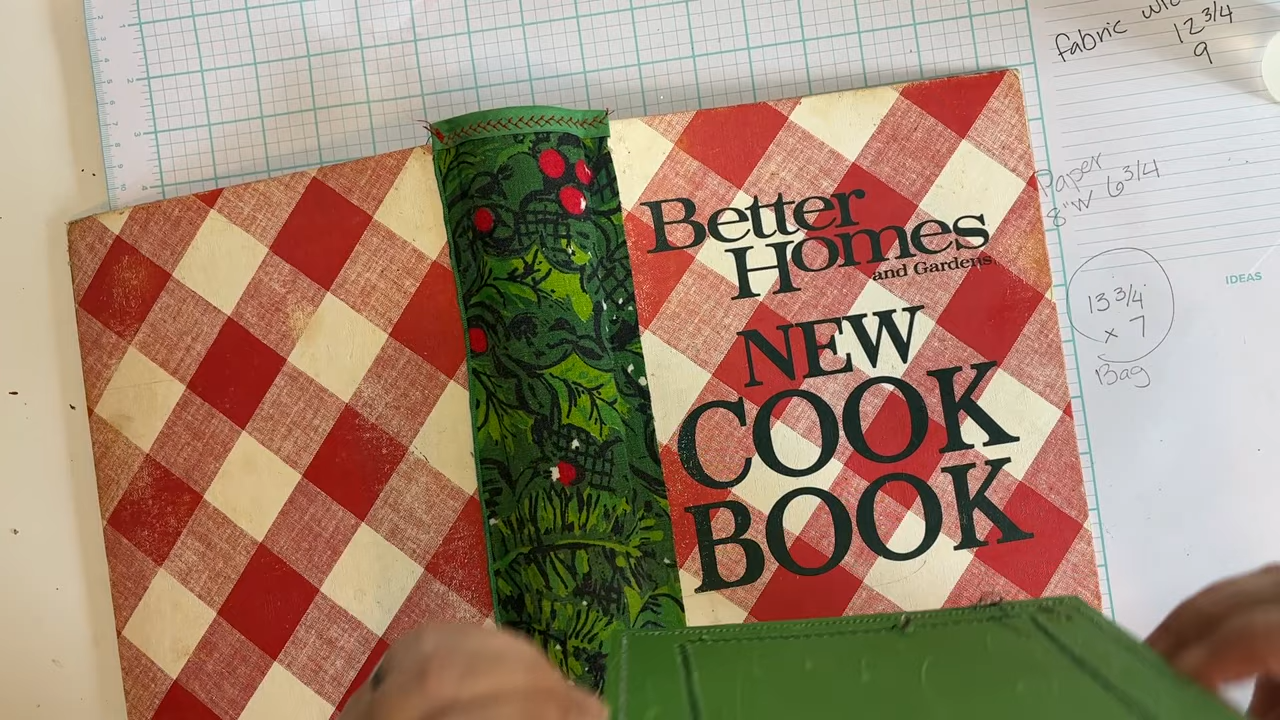 fabric
12 3/4
9
Paper
8"W 6 3/4
IDEAS
13 3/4
x 7
Bag
Better
Homes
and Gardens
NEW
COOK
BOOK